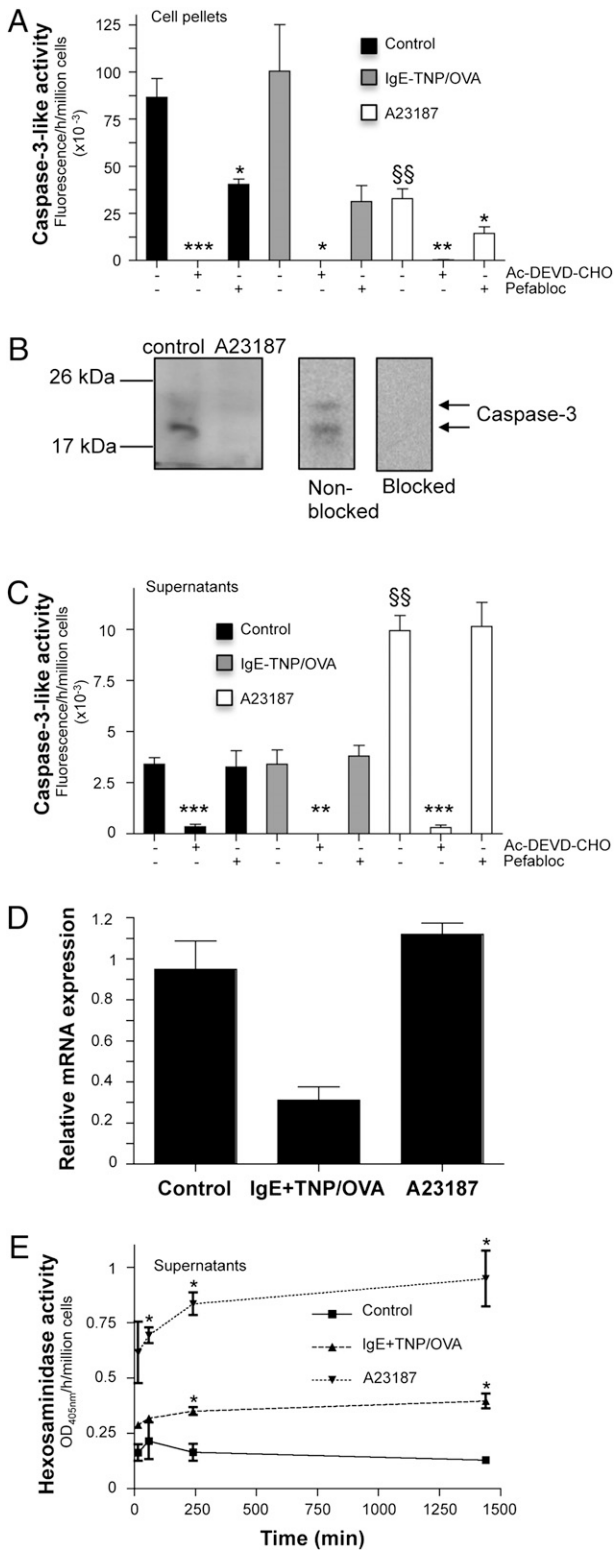 A
Cell pellets
Caspase-3-like activity
Fluorescence/h/million cells
(x10⁻³)
125
100
75
50
25
0
Control
IgE-TNP/OVA
A23187
***
*
*
§§
**
*
- + - - + - - + - Ac-DEVD-CHO
- - + - - + - - + Pefabloc
B
control A23187
26 kDa
17 kDa
Caspase-3
Non-
blocked
Blocked
C
Supernatants
Caspase-3-like activity
Fluorescence/h/million cells
(x10⁻³)
10
7.5
5
2.5
0
Control
IgE-TNP/OVA
A23187
***
**
§§
***
- + - - + - - + - Ac-DEVD-CHO
- - + - - + - - + Pefabloc
D
Relative mRNA expression
1.2
1
0.8
0.6
0.4
0.2
0
Control IgE+TNP/OVA A23187
E
Supernatants
Hexosaminidase activity
OD405nm/h/million cells
1
0.75
0.5
0.25
0
Control
IgE+TNP/OVA
A23187
* * *
* *
0 250 500 750 1000 1250 1500
Time (min)